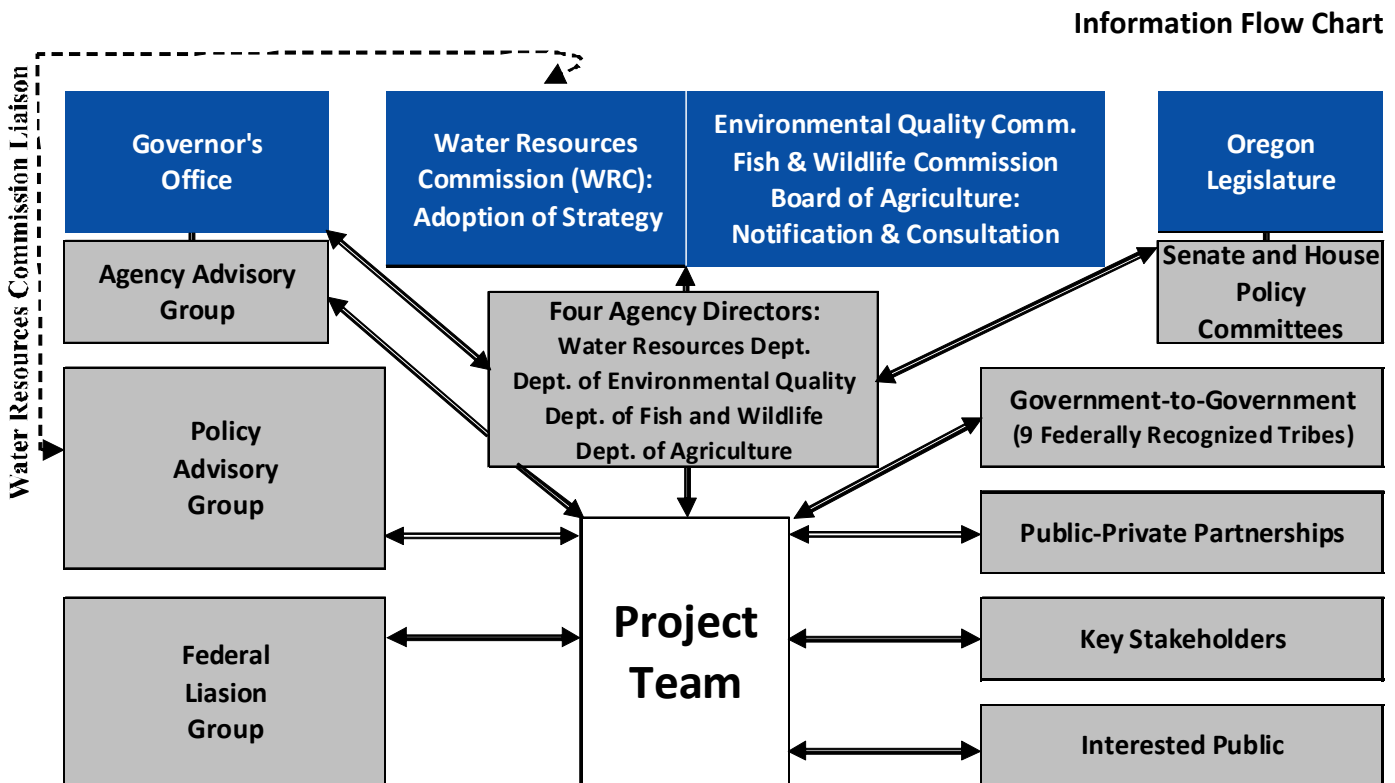 Information Flow Chart
Water Resources Commission Liaison
Governor's
Office
Water Resources
Commission (WRC):
Adoption of Strategy
Environmental Quality Comm.
Fish & Wildlife Commission
Board of Agriculture:
Notification & Consultation
Oregon
Legislature
Agency Advisory
Group
Four Agency Directors:
Water Resources Dept.
Dept. of Environmental Quality
Dept. of Fish and Wildlife
Dept. of Agriculture
Senate and House
Policy
Committees
Policy
Advisory
Group
Government-to-Government
(9 Federally Recognized Tribes)
Public-Private Partnerships
Project
Team
Federal
Liasion
Group
Key Stakeholders
Interested Public